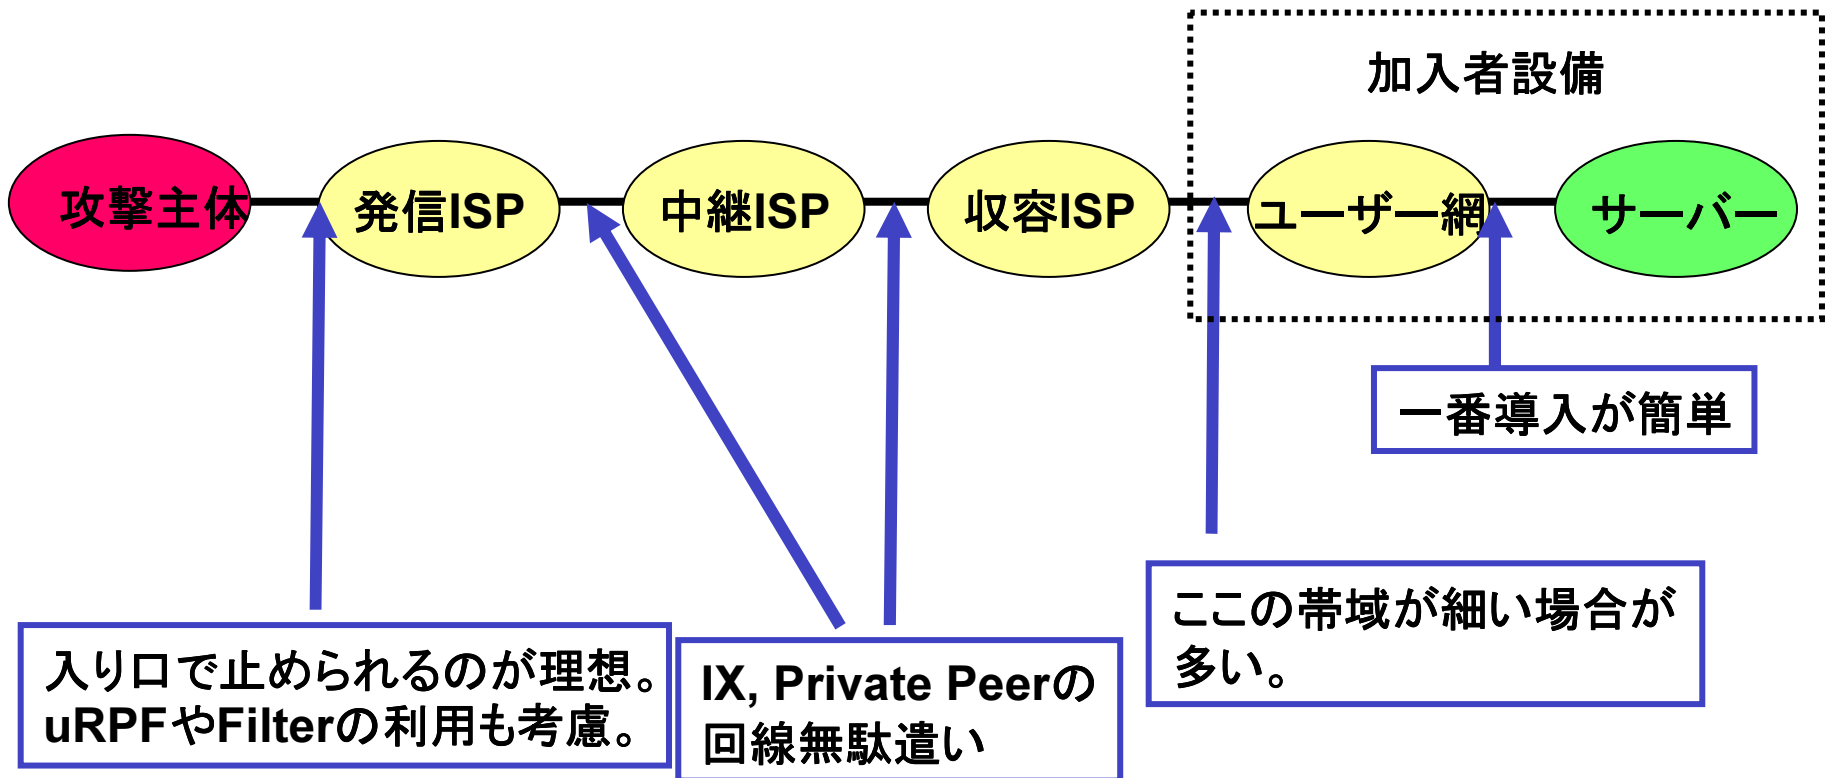 加入者設備
攻撃主体
発信ISP
中継ISP
収容ISP
ユーザー網
サーバー
一番導入が簡単
ここの帯域が細い場合が
多い。
入り口で止められるのが理想。
uRPFやFilterの利用も考慮。
IX, Private Peerの
回線無駄遣い